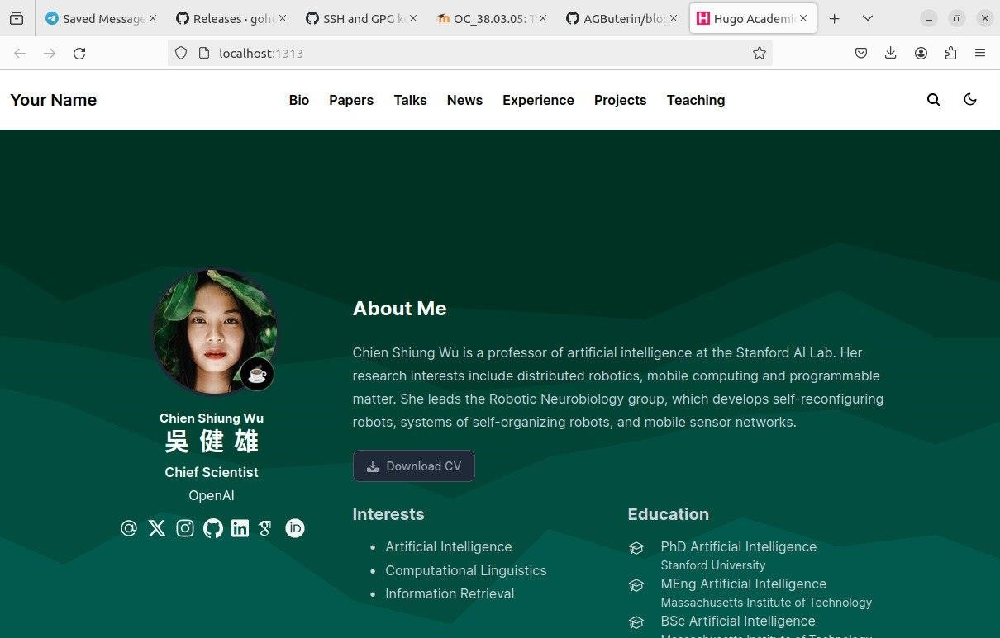 Saved Message
Releases · gohu
SSH and GPG k
OC_38.03.05: T
AGButerin/blog
Hugo Academi
localhost:1313
Your Name
Bio
Papers
Talks
News
Experience
Projects
Teaching
About Me
Chien Shiung Wu is a professor of artificial intelligence at the Stanford AI Lab. Her
research interests include distributed robotics, mobile computing and programmable
matter. She leads the Robotic Neurobiology group, which develops self-reconfiguring
robots, systems of self-organizing robots, and mobile sensor networks.
Chien Shiung Wu
吳健雄
Chief Scientist
OpenAI
Download CV
Interests
Artificial Intelligence
Computational Linguistics
Information Retrieval
Education
PhD Artificial Intelligence
Stanford University
MEng Artificial Intelligence
Massachusetts Institute of Technology
BSc Artificial Intelligence